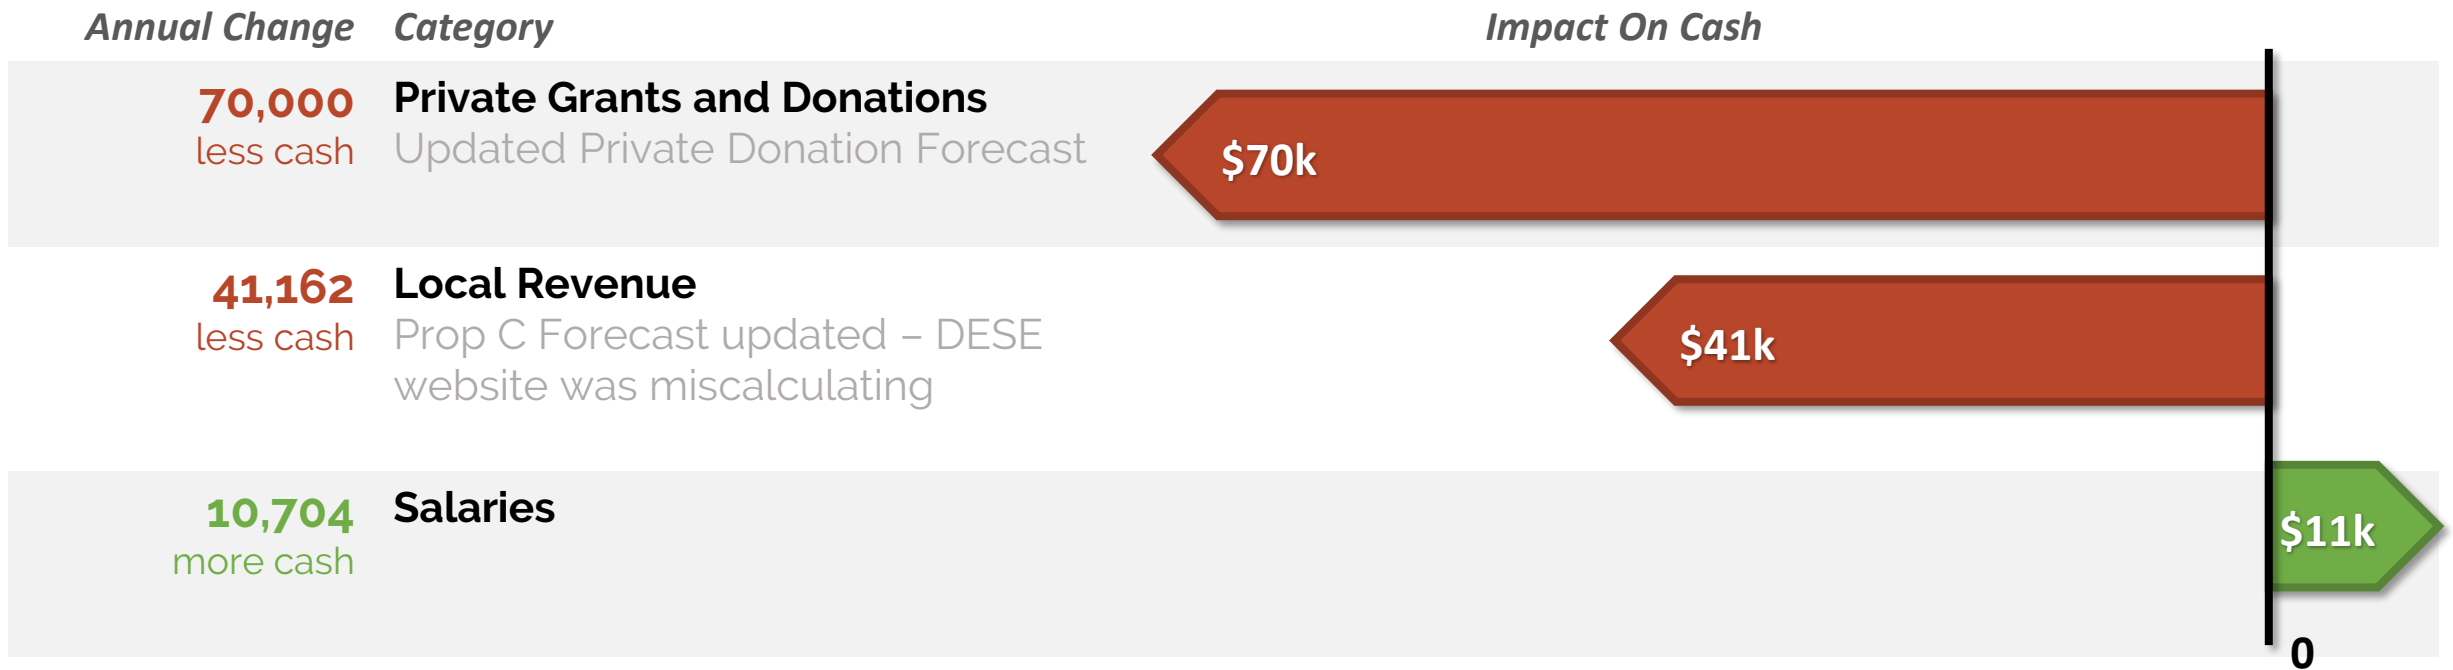 Annual Change Category Impact On Cash
70,000 Private Grants and Donations
less cash Updated Private Donation Forecast
$70k
41,162 Local Revenue
less cash Prop C Forecast updated – DESE
website was miscalculating
$41k
10,704 Salaries
more cash
$11k
0